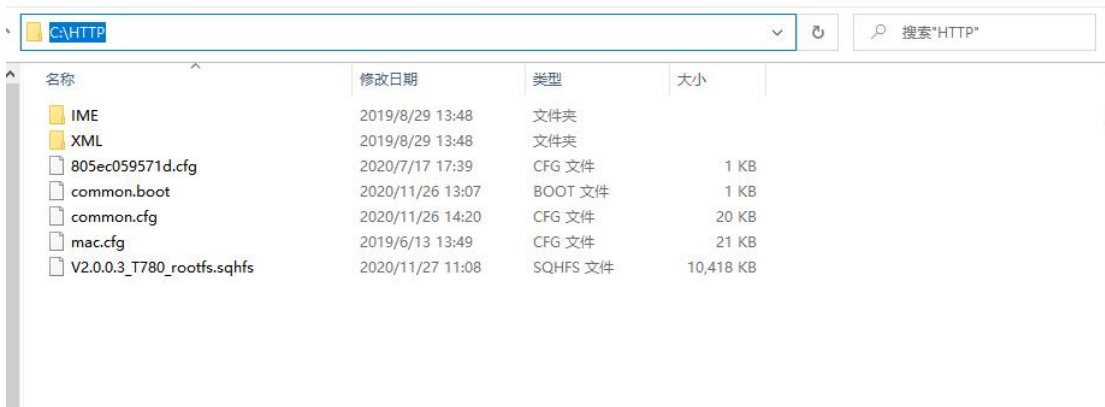 C:\HTTP 搜索"HTTP"
名称 修改日期 类型 大小
IME 2019/8/29 13:48 文件夹
XML 2019/8/29 13:48 文件夹
805ec059571d.cfg 2020/7/17 17:39 CFG 文件 1 KB
common.boot 2020/11/26 13:07 BOOT 文件 1 KB
common.cfg 2020/11/26 14:20 CFG 文件 20 KB
mac.cfg 2019/6/13 13:49 CFG 文件 21 KB
V2.0.0.3_T780_rootfs.sqhfs 2020/11/27 11:08 SQHFS 文件 10,418 KB